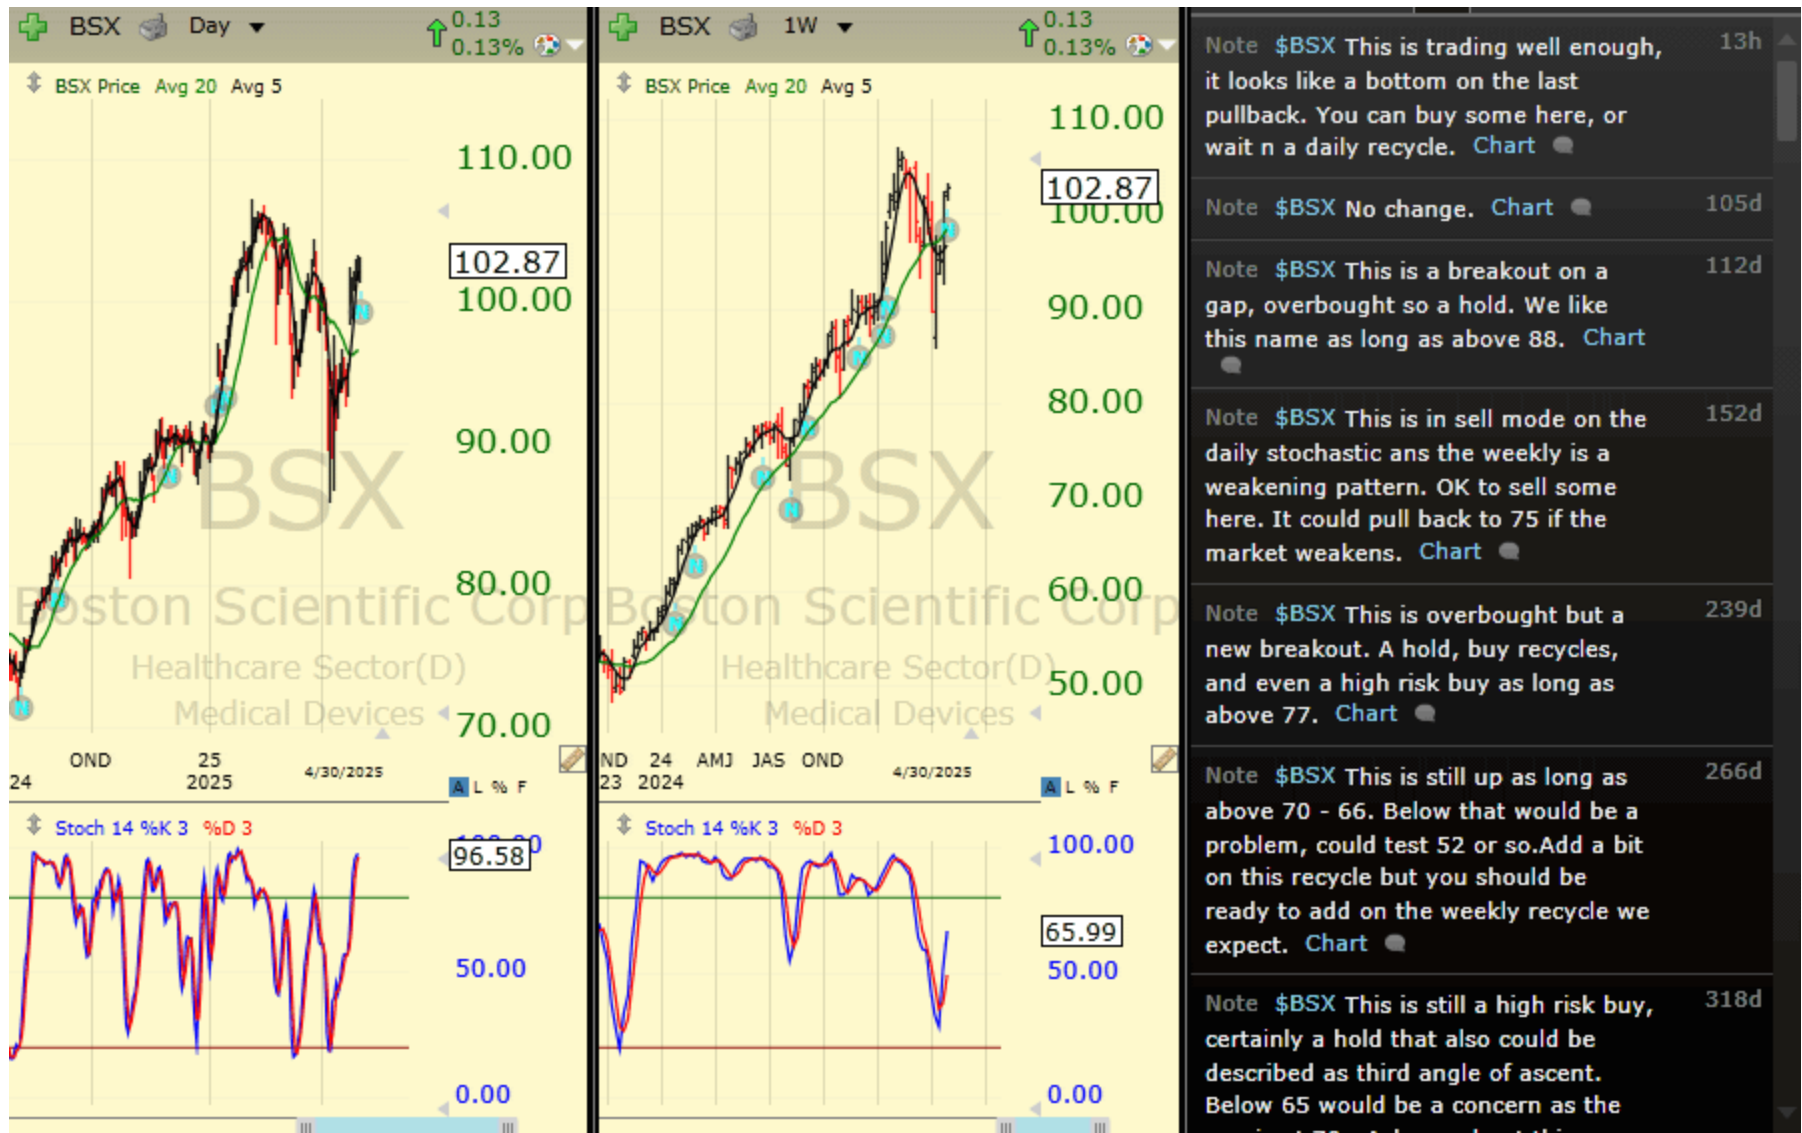 BSX Day 0.13
0.13%
BSX Price Avg 20 Avg 5
110.00
102.87
100.00
90.00
BSX
80.00
Boston Scientific Corp
Healthcare Sector(D)
Medical Devices
70.00
OND 25
24 2025 4/30/2025
A L % F
Stoch 14 %K 3 %D 3
100.00
96.58
50.00
0.00
BSX 1W 0.13
0.13%
BSX Price Avg 20 Avg 5
110.00
102.87
100.00
90.00
80.00
70.00
BSX
60.00
Boston Scientific Corp
Healthcare Sector(D)
50.00
Medical Devices
ND 24 AMJ JAS OND
23 2024 4/30/2025
A L % F
Stoch 14 %K 3 %D 3
100.00
65.99
50.00
0.00
Note $BSX This is trading well enough, 13h
it looks like a bottom on the last
pullback. You can buy some here, or
wait n a daily recycle. Chart
Note $BSX No change. Chart 105d
Note $BSX This is a breakout on a 112d
gap, overbought so a hold. We like
this name as long as above 88. Chart
Note $BSX This is in sell mode on the 152d
daily stochastic ans the weekly is a
weakening pattern. OK to sell some
here. It could pull back to 75 if the
market weakens. Chart
Note $BSX This is overbought but a 239d
new breakout. A hold, buy recycles,
and even a high risk buy as long as
above 77. Chart
Note $BSX This is still up as long as 266d
above 70 - 66. Below that would be a
problem, could test 52 or so.Add a bit
on this recycle but you should be
ready to add on the weekly recycle we
expect. Chart
Note $BSX This is still a high risk buy, 318d
certainly a hold that also could be
described as third angle of ascent.
Below 65 would be a concern as the